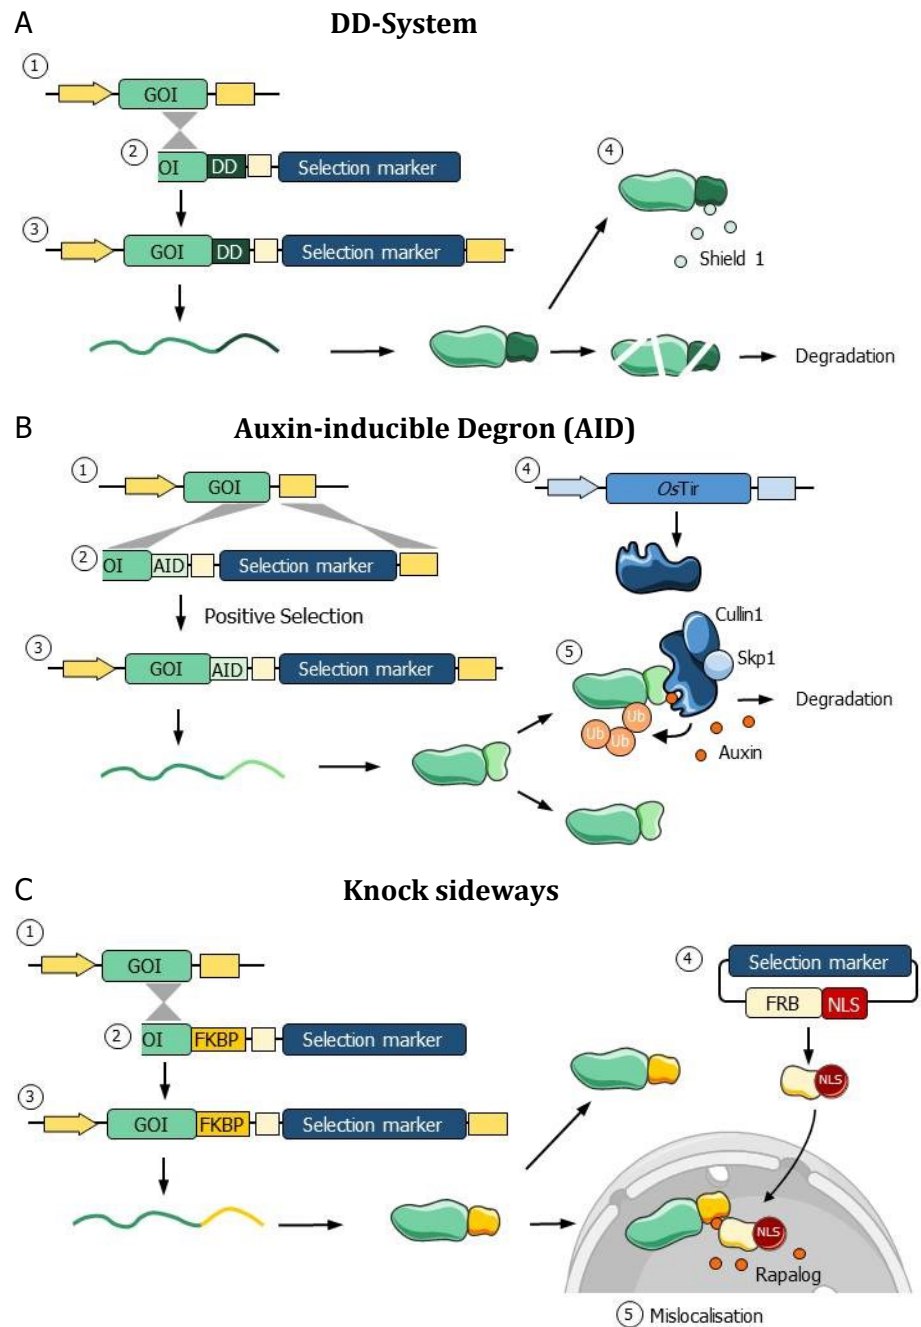 A
DD-System
1
GOI
2
OI DD Selection marker
4
Shield 1
3
GOI DD Selection marker
Degradation
B
Auxin-inducible Degron (AID)
1
GOI
4
OsTir
2
OI AID Selection marker
Positive Selection
3
GOI AID Selection marker
5
Cullin1
Skp1
Ub Ub Ub
Auxin
Degradation
C
Knock sideways
1
GOI
4
Selection marker
FRB NLS
2
OI FKBP Selection marker
NLS
3
GOI FKBP Selection marker
NLS
Rapalog
5 Mislocalisation